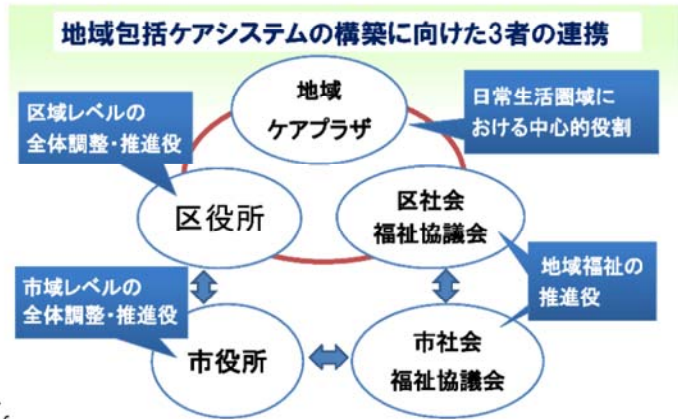 地域包括ケアシステムの構築に向けた3者の連携
地域
ケアプラザ
区域レベルの
全体調整・推進役
日常生活圏域に
おける中心的役割
区役所
区社会
福祉協議会
市域レベルの
全体調整・推進役
地域福祉の
推進役
市役所
市社会
福祉協議会